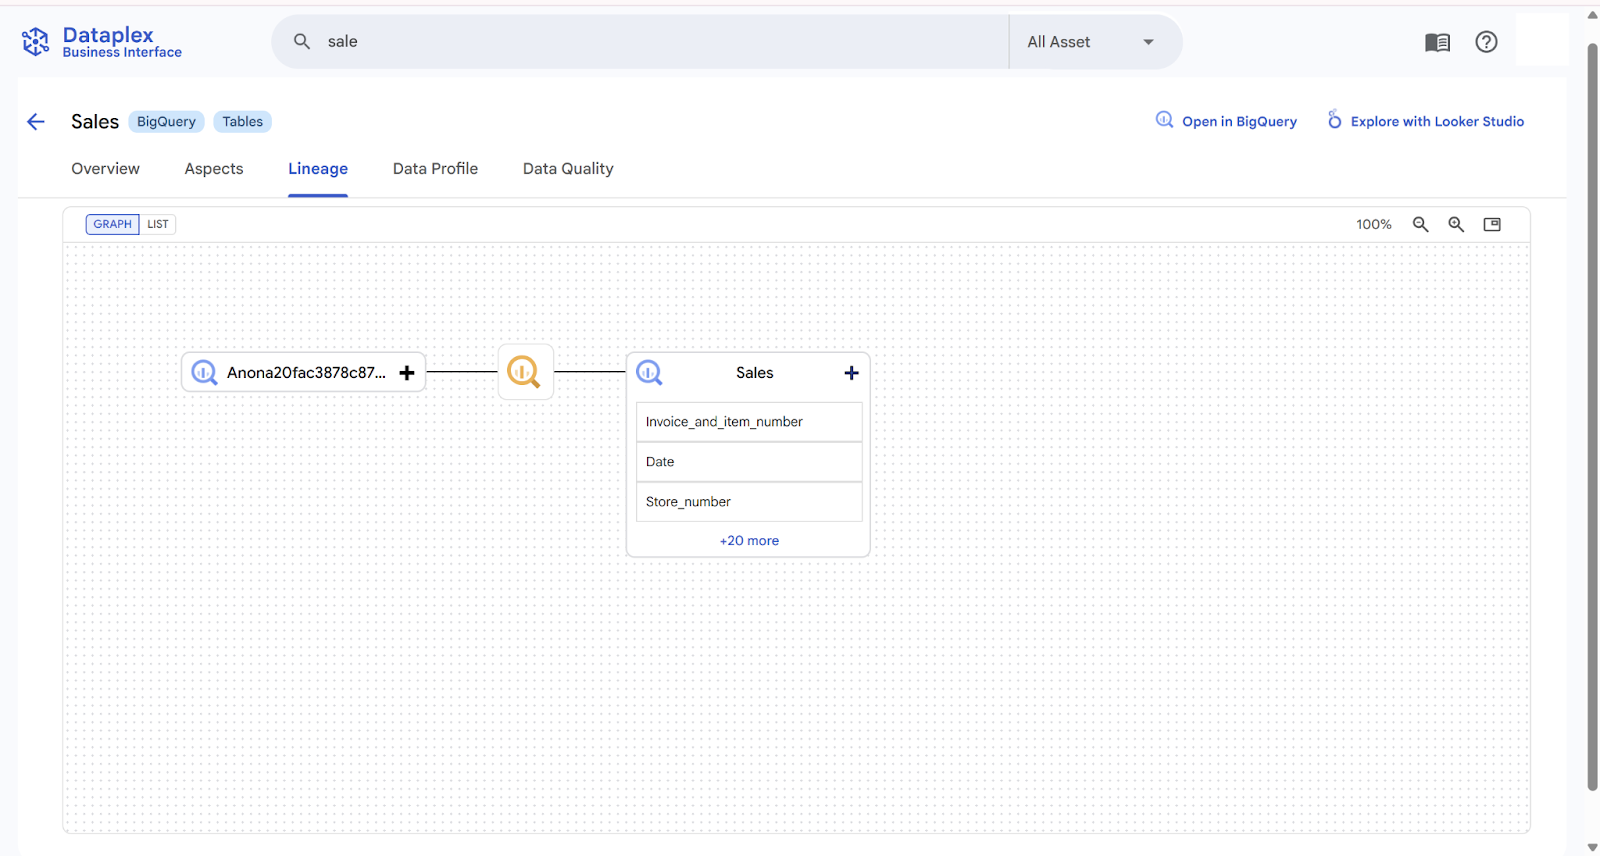 Dataplex
Business Interface
sale
All Asset
Sales
BigQuery
Tables
Open in BigQuery
Explore with Looker Studio
Overview
Aspects
Lineage
Data Profile
Data Quality
GRAPH
LIST
100%
Anona20fac3878c87...
Sales
Invoice_and_item_number
Date
Store_number
+20 more